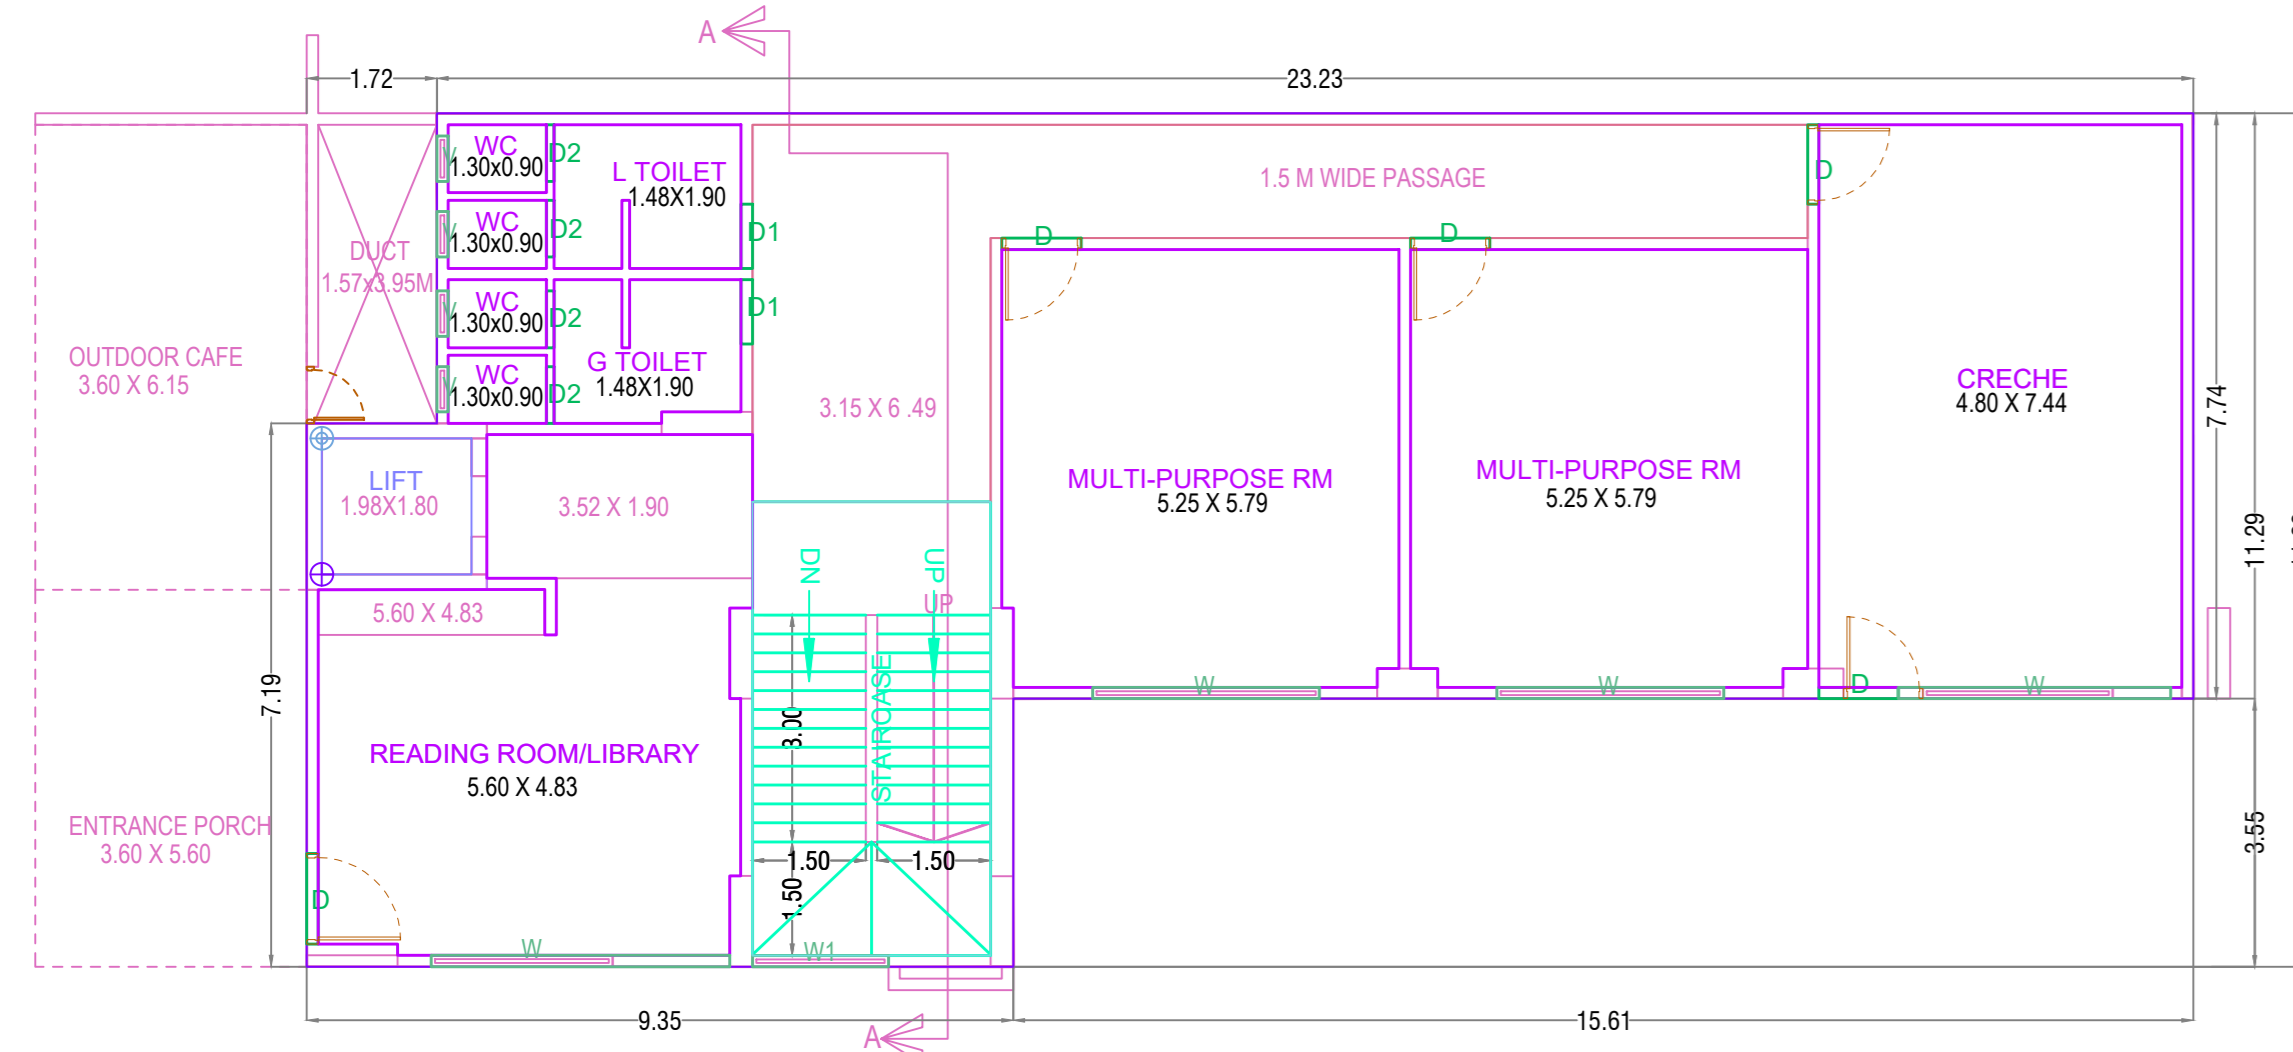 A
1.72
23.23
WC
1.30x0.90
V
D2
L TOILET
1.48X1.90
1.5 M WIDE PASSAGE
D
WC
1.30x0.90
V
D2
D1
D
D
DUCT
1.57x3.95M
WC
1.30x0.90
V
D2
D1
OUTDOOR CAFE
3.60 X 6.15
G TOILET
1.48X1.90
WC
1.30x0.90
V
D2
3.15 X 6 .49
CRECHE
4.80 X 7.44
7.74
LIFT
1.98X1.80
3.52 X 1.90
MULTI-PURPOSE RM
5.25 X 5.79
MULTI-PURPOSE RM
5.25 X 5.79
11.29
DN
UP
UP
5.60 X 4.83
7.19
3.00
STAIRCASE
W
W
D
W
READING ROOM/LIBRARY
5.60 X 4.83
ENTRANCE PORCH
3.60 X 5.60
1.50
1.50
1.50
3.55
D
W
W1
9.35
15.61
A